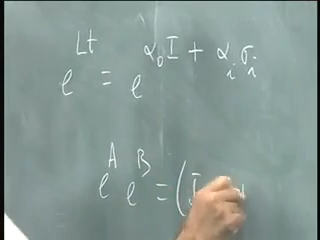 e^{Lt} = e^{α₀I + αᵢσᵢ}
e^A e^B = (I